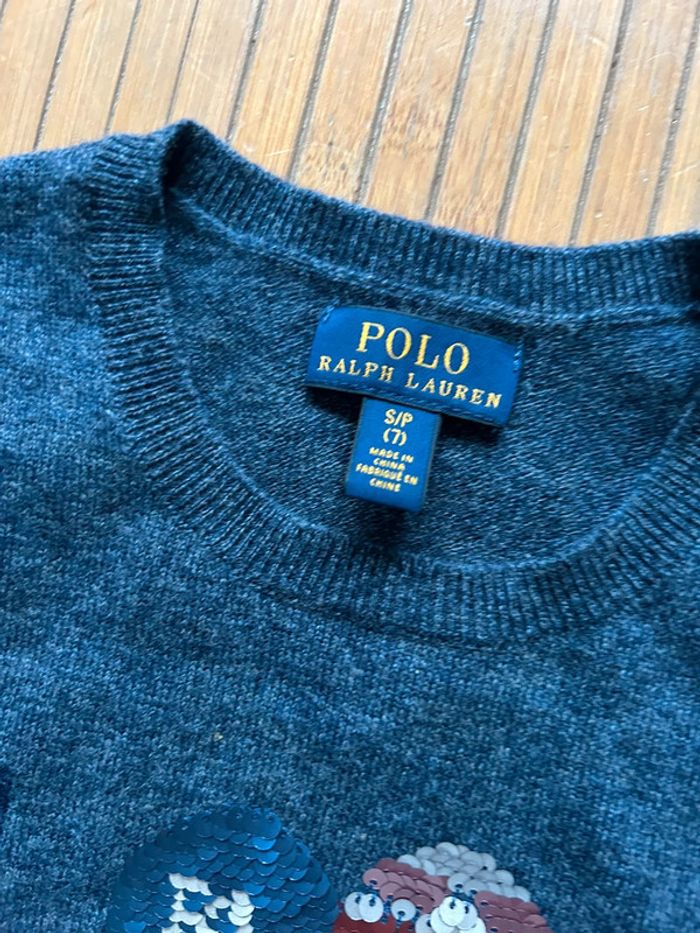 POLO
RALPH LAUREN
S/P
(7)
MADE IN
CHINA
FABRIQUÉ EN
CHINE